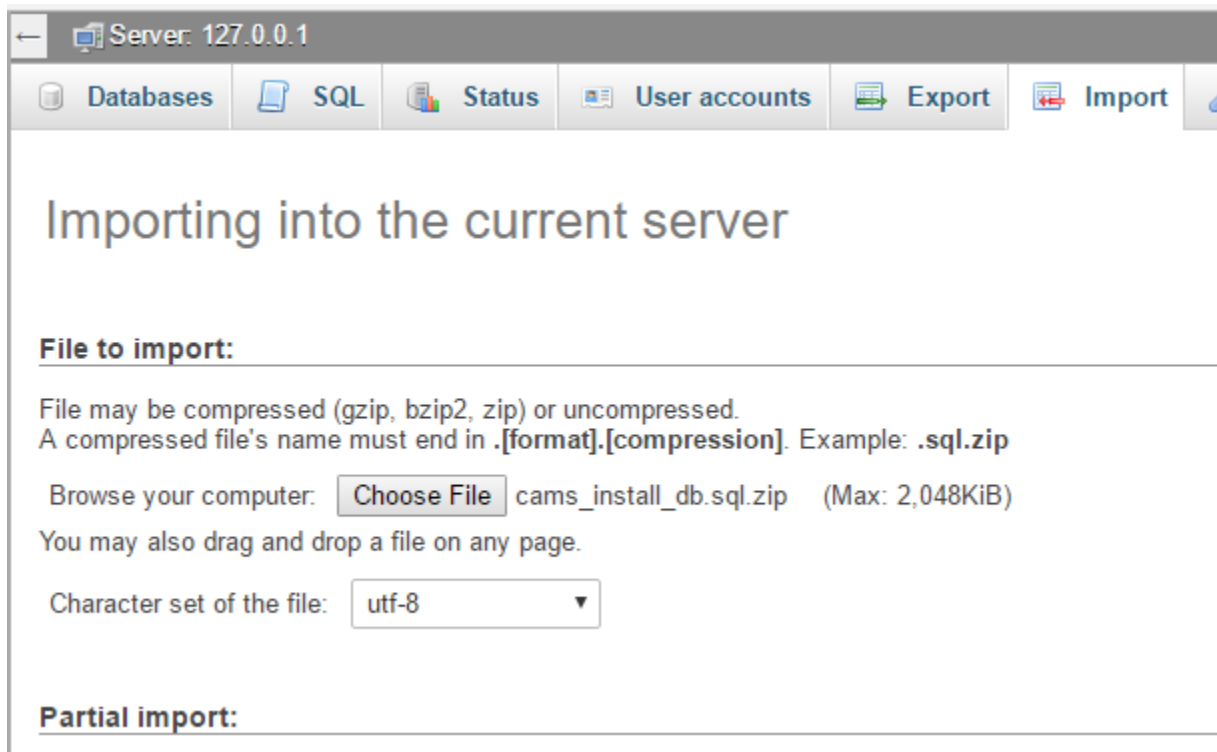 ← Server: 127.0.0.1
Databases SQL Status User accounts Export Import
Importing into the current server
File to import:
File may be compressed (gzip, bzip2, zip) or uncompressed.
A compressed file's name must end in .[format].[compression]. Example: .sql.zip
Browse your computer: Choose File cams_install_db.sql.zip (Max: 2,048KiB)
You may also drag and drop a file on any page.
Character set of the file: utf-8
Partial import: